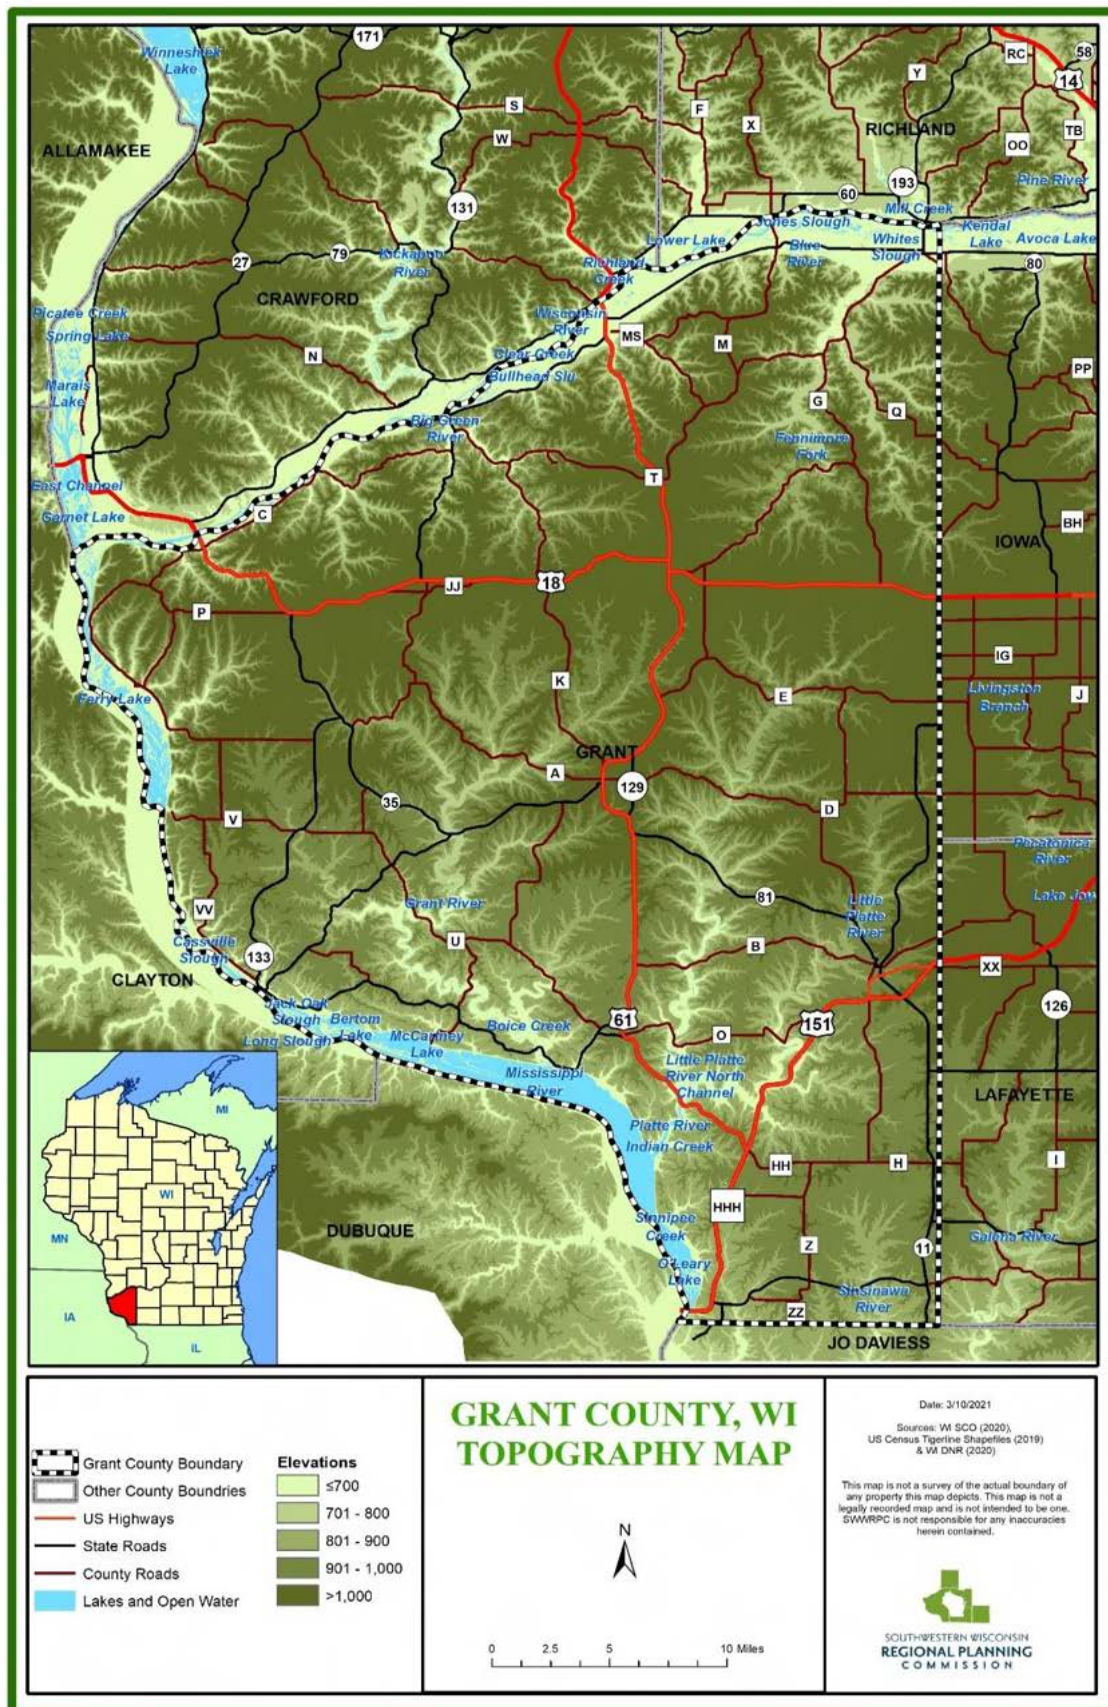 171
Winneshiek
Lake
ALLAMAKEE
S
W
F
X
Y
RC
58
14
RICHLAND
OO
TB
Pine River
131
193
60
Mill Creek
Jones Slough
Kendal
Lake
Avoca Lake
Whites
Slough
Blue
River
Lower Lake
80
27
79
Kickapoo
River
Richland
Creek
CRAWFORD
Picatee Creek
Spring Lake
Wisconsin
River
MS
M
N
Clear Creek
Bullhead Slu
Marais
Lake
PP
G
Q
Big Green
River
Fennimore
Fork
T
East Channel
Garnet Lake
C
BH
IOWA
18
JJ
P
IG
Ferry Lake
K
E
Livingston
Branch
J
GRANT
A
129
35
D
V
Pecatonica
River
81
Lake Joy
Grant River
Little
Platte
River
VV
U
B
Cassville
Slough
133
CLAYTON
XX
126
Jack Oak
Slough
Bertom
Lake
Long Slough
McCartney
Lake
Boice Creek
61
O
151
Mississippi
River
Little Platte
River North
Channel
LAFAYETTE
Platte River
Indian Creek
HH
H
I
HHH
DUBUQUE
Sinnipee
Creek
Z
11
Galena River
O'Leary
Lake
Sinsinawa
River
ZZ
JO DAVIESS
MI
WI
MN
IA
IL
Grant County Boundary
Other County Boundries
US Highways
State Roads
County Roads
Lakes and Open Water
Elevations
≤700
701 - 800
801 - 900
901 - 1,000
>1,000
GRANT COUNTY, WI
TOPOGRAPHY MAP
N
0 2.5 5 10 Miles
Date: 3/10/2021
Sources: WI SCO (2020),
US Census Tigerline Shapefiles (2019)
& WI DNR (2020)
This map is not a survey of the actual boundary of
any property this map depicts. This map is not a
legally recorded map and is not intended to be one.
SWWRPC is not responsible for any inaccuracies
herein contained.
SOUTHWESTERN WISCONSIN
REGIONAL PLANNING
COMMISSION